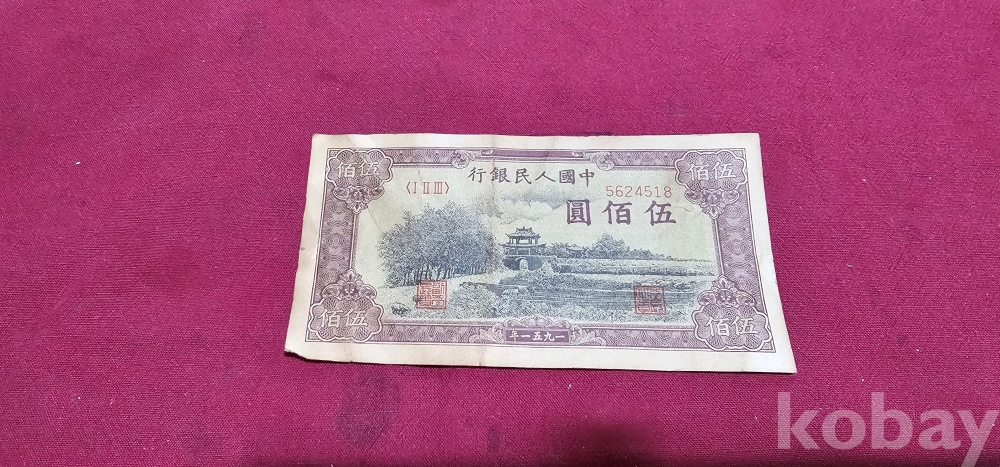 佰伍
行銀民人國中
佰伍
〈I II III〉
5624518
圓佰伍
佰伍
年一五九一
佰伍
kobay